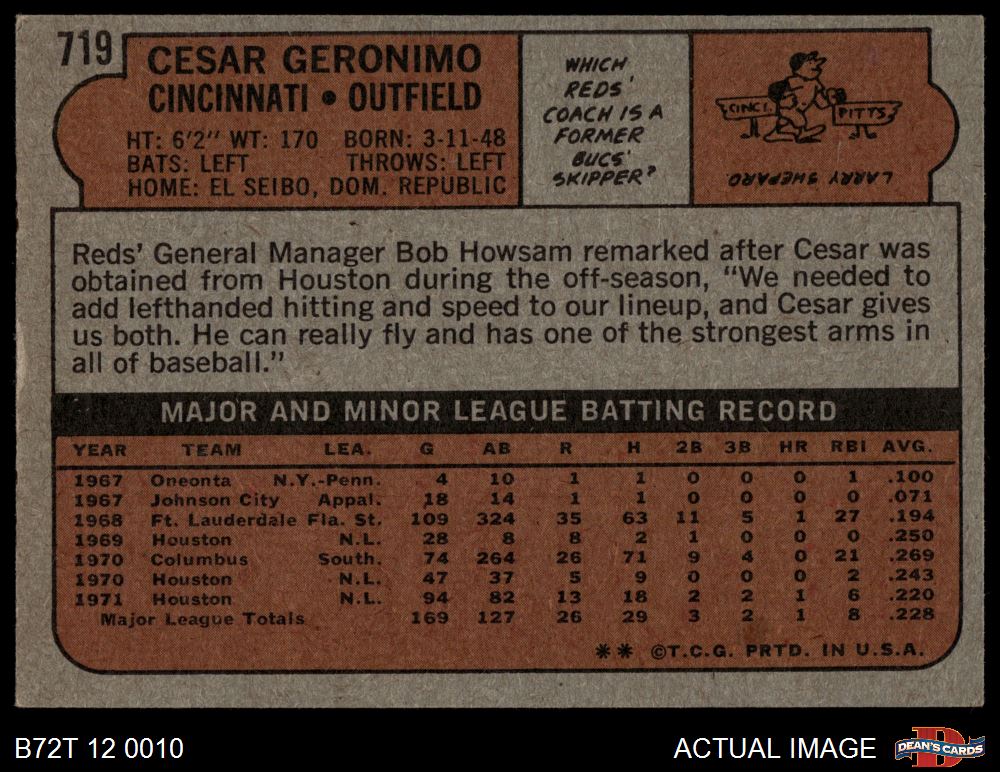 719
CESAR GERONIMO
CINCINNATI • OUTFIELD
HT: 6'2" WT: 170 BORN: 3-11-48
BATS: LEFT THROWS: LEFT
HOME: EL SEIBO, DOM. REPUBLIC
WHICH
REDS'
COACH IS A
FORMER
BUCS'
SKIPPER?
CINCI.
PITTS.
LARRY SHEPARD.
Reds' General Manager Bob Howsam remarked after Cesar was
obtained from Houston during the off-season, "We needed to
add lefthanded hitting and speed to our lineup, and Cesar gives
us both. He can really fly and has one of the strongest arms in
all of baseball."
MAJOR AND MINOR LEAGUE BATTING RECORD
YEAR TEAM LEA. G AB R H 2B 3B HR RBI AVG.
1967 Oneonta N.Y.-Penn. 4 10 1 1 0 0 0 1 .100
1967 Johnson City Appal. 18 14 1 1 0 0 0 0 .071
1968 Ft. Lauderdale Fla. St. 109 324 35 63 11 5 1 27 .194
1969 Houston N.L. 28 8 8 2 1 0 0 0 .250
1970 Columbus South. 74 264 26 71 9 4 0 21 .269
1970 Houston N.L. 47 37 5 9 0 0 0 2 .243
1971 Houston N.L. 94 82 13 18 2 2 1 6 .220
Major League Totals 169 127 26 29 3 2 1 8 .228
** ©T.C.G. PRTD. IN U.S.A.
B72T 12 0010
ACTUAL IMAGE
D
DEAN'S CARDS